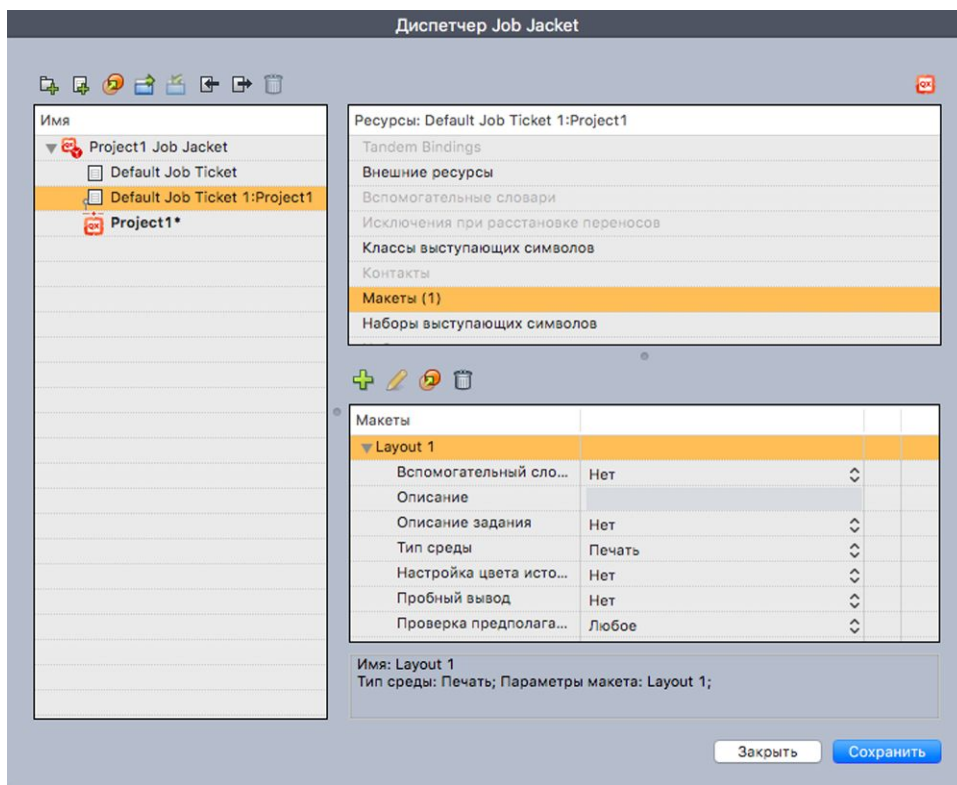 Диспетчер Job Jacket
Имя
Project1 Job Jacket
Default Job Ticket
Default Job Ticket 1:Project1
Project1*
Ресурсы: Default Job Ticket 1:Project1
Tandem Bindings
Внешние ресурсы
Вспомогательные словари
Исключения при расстановке переносов
Классы выступающих символов
Контакты
Макеты (1)
Наборы выступающих символов
Макеты
Layout 1
Вспомогательный сло... Нет
Описание
Описание задания Нет
Тип среды Печать
Настройка цвета исто... Нет
Пробный вывод Нет
Проверка предполага... Любое
Имя: Layout 1
Тип среды: Печать; Параметры макета: Layout 1;
Закрыть Сохранить